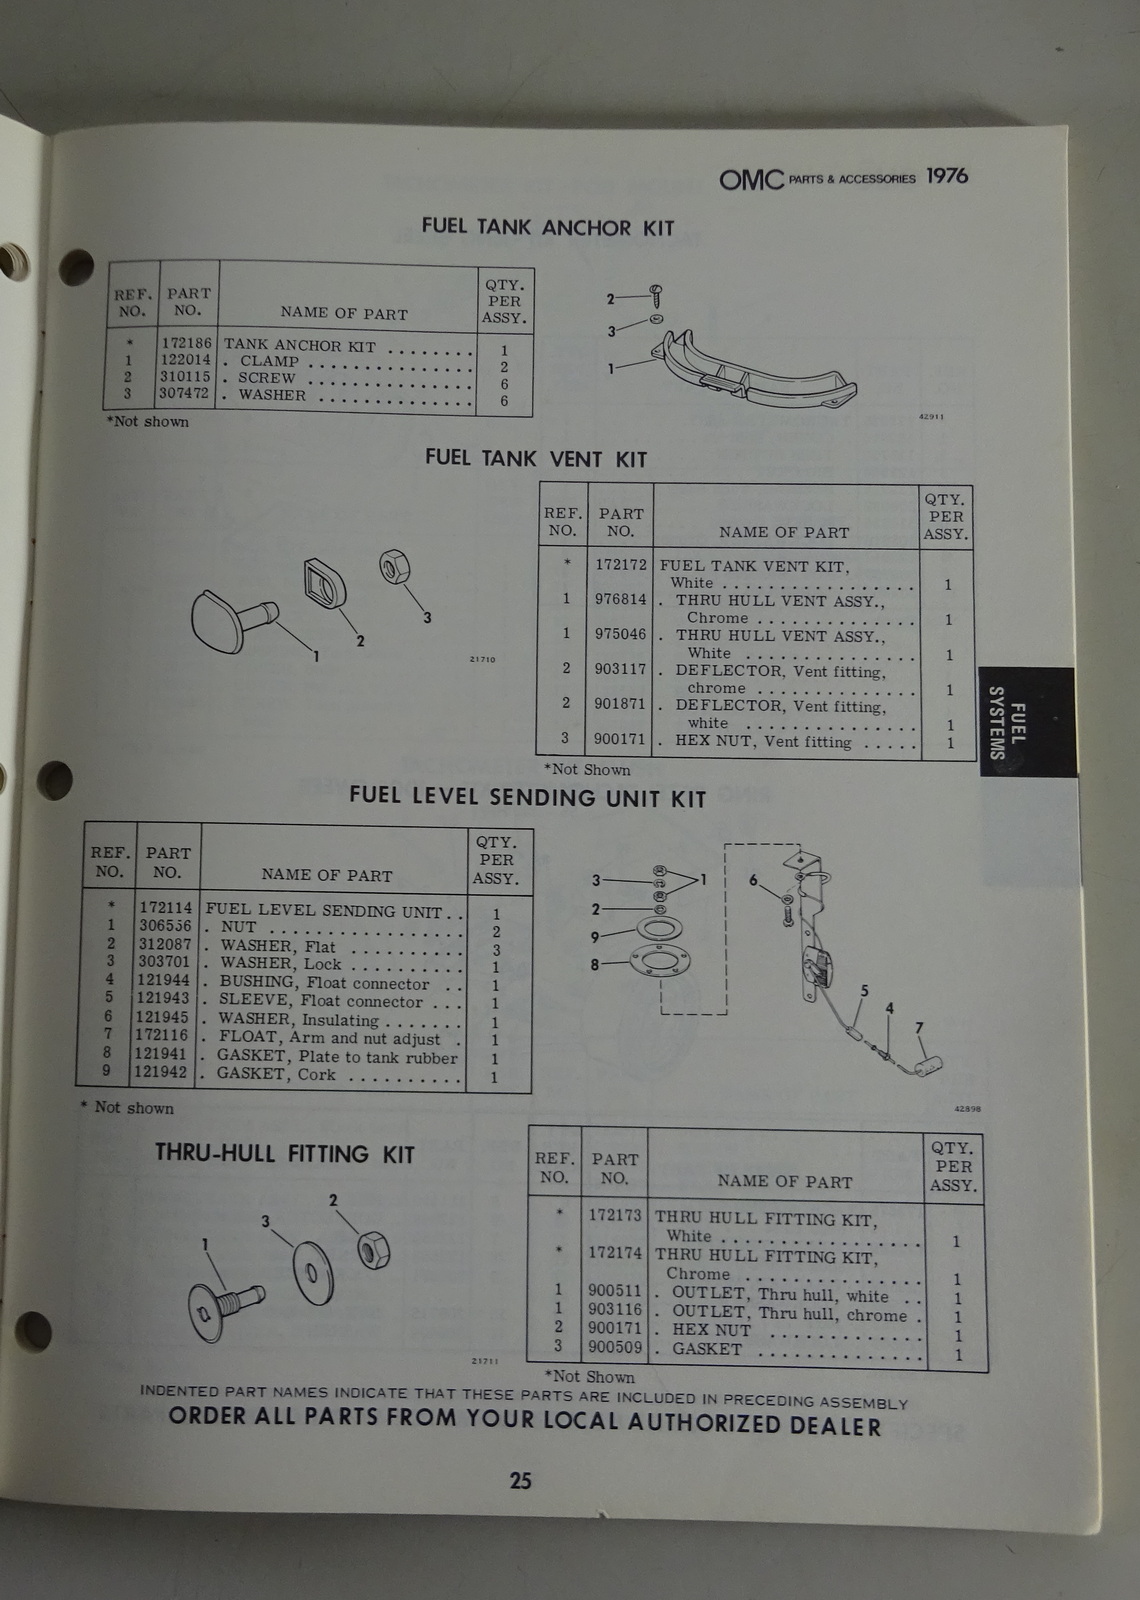 OMC PARTS & ACCESSORIES 1976
FUEL TANK ANCHOR KIT
REF. NO. PART NO. NAME OF PART QTY. PER ASSY.
* 172186 TANK ANCHOR KIT ........ 1
1 122014 . CLAMP .............. 2
2 310115 . SCREW .............. 6
3 307472 . WASHER ............. 6
*Not shown
2
3
1
42911
FUEL TANK VENT KIT
REF. NO. PART NO. NAME OF PART QTY. PER ASSY.
* 172172 FUEL TANK VENT KIT,
White ................. 1
1 976814 . THRU HULL VENT ASSY.,
Chrome .............. 1
1 975046 . THRU HULL VENT ASSY.,
White ............... 1
2 903117 . DEFLECTOR, Vent fitting,
chrome .............. 1
2 901871 . DEFLECTOR, Vent fitting,
white ............... 1
3 900171 . HEX NUT, Vent fitting ..... 1
*Not Shown
1
2
3
21710
FUEL SYSTEMS
FUEL LEVEL SENDING UNIT KIT
REF. NO. PART NO. NAME OF PART QTY. PER ASSY.
* 172114 FUEL LEVEL SENDING UNIT . . 1
1 306556 . NUT ................. 2
2 312087 . WASHER, Flat .......... 3
3 303701 . WASHER, Lock .......... 1
4 121944 . BUSHING, Float connector . . 1
5 121943 . SLEEVE, Float connector . . . 1
6 121945 . WASHER, Insulating ....... 1
7 172116 . FLOAT, Arm and nut adjust . 1
8 121941 . GASKET, Plate to tank rubber 1
9 121942 . GASKET, Cork .......... 1
* Not shown
3
1
2
9
8
6
5
4
7
42898
THRU-HULL FITTING KIT
1
3
2
21711
REF. NO. PART NO. NAME OF PART QTY. PER ASSY.
* 172173 THRU HULL FITTING KIT,
White ................. 1
* 172174 THRU HULL FITTING KIT,
Chrome ............... 1
1 900511 . OUTLET, Thru hull, white . . 1
1 903116 . OUTLET, Thru hull, chrome . 1
2 900171 . HEX NUT ............. 1
3 900509 . GASKET .............. 1
*Not Shown
INDENTED PART NAMES INDICATE THAT THESE PARTS ARE INCLUDED IN PRECEDING ASSEMBLY
ORDER ALL PARTS FROM YOUR LOCAL AUTHORIZED DEALER
25